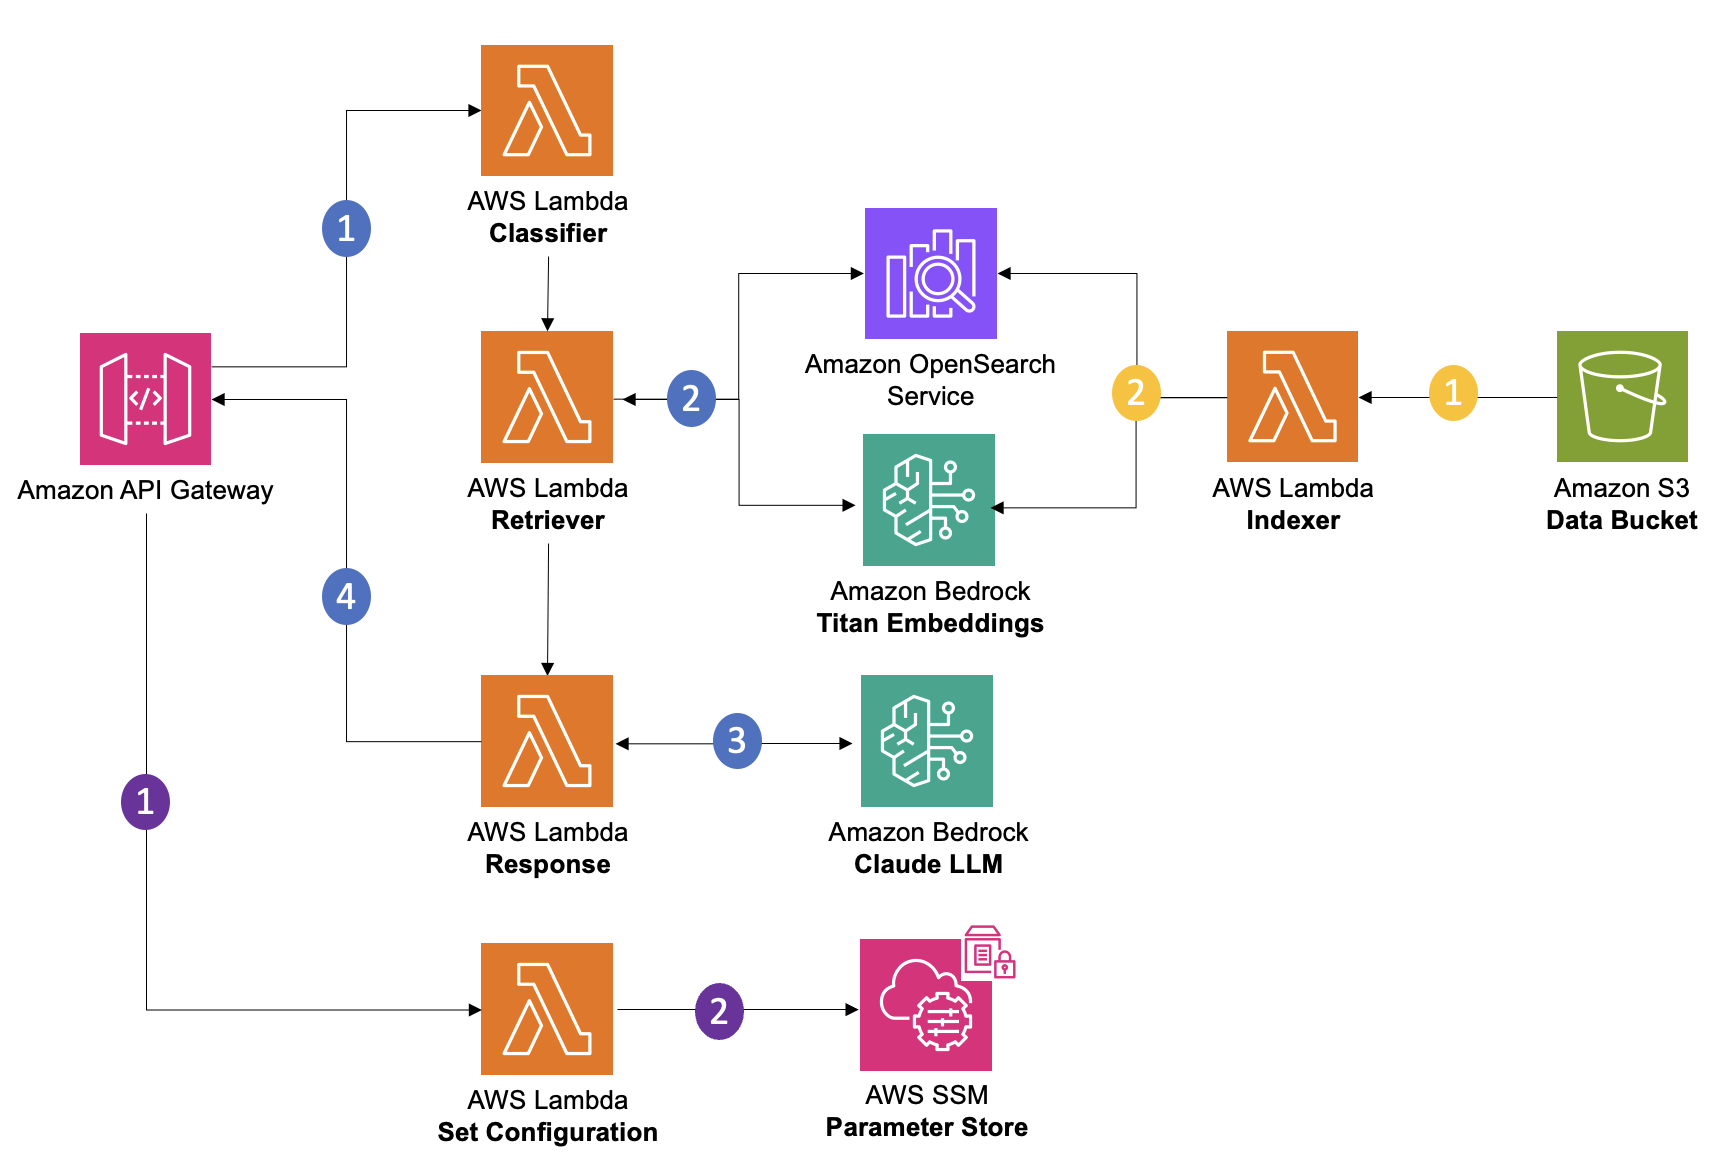 AWS Lambda
Classifier
1
Amazon OpenSearch
Service
</>
Amazon API Gateway
2
AWS Lambda
Retriever
2
AWS Lambda
Indexer
1
Amazon S3
Data Bucket
Amazon Bedrock
Titan Embeddings
4
3
AWS Lambda
Response
Amazon Bedrock
Claude LLM
1
2
AWS Lambda
Set Configuration
AWS SSM
Parameter Store